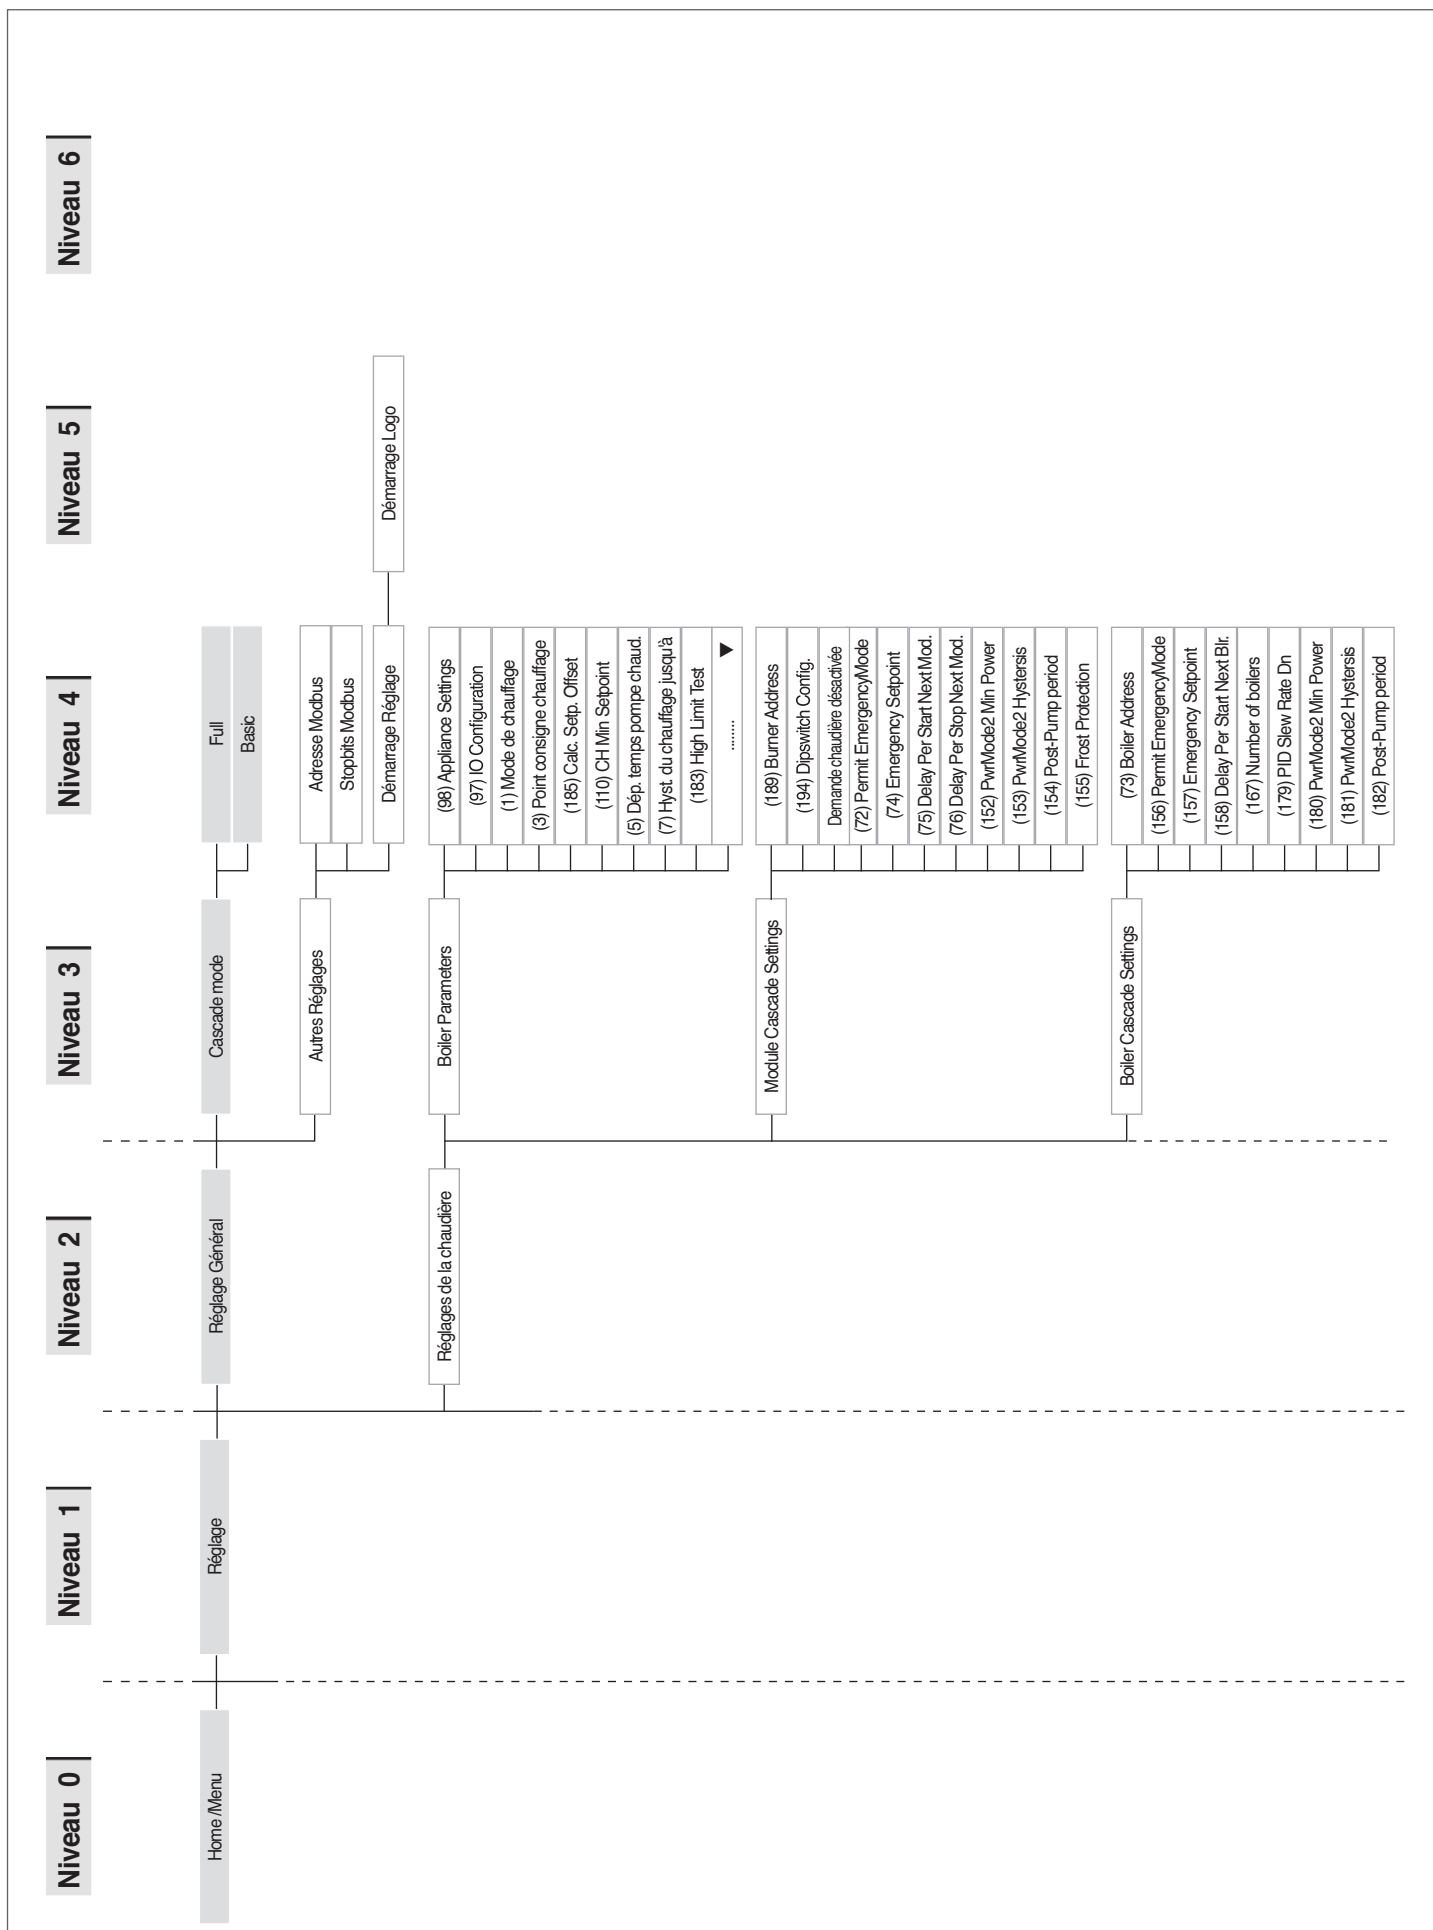 Niveau 0
Niveau 1
Niveau 2
Niveau 3
Niveau 4
Niveau 5
Niveau 6
Home /Menu
Réglage
Réglage Général
Cascade mode
Full
Basic
Autres Réglages
Adresse Modbus
Stopbits Modbus
Démarrage Réglage
Démarrage Logo
Réglages de la chaudière
Boiler Parameters
(98) Appliance Settings
(97) IO Configuration
(1) Mode de chauffage
(3) Point consigne chauffage
(185) Calc. Setp. Offset
(110) CH Min Setpoint
(5) Dép. temps pompe chaud.
(7) Hyst. du chauffage jusqu'à
(183) High Limit Test
......... ▼
Module Cascade Settings
(189) Burner Address
(194) Dipswitch Config.
Demande chaudière désactivée
(72) Permit EmergencyMode
(74) Emergency Setpoint
(75) Delay Per Start Next Mod.
(76) Delay Per Stop Next Mod.
(152) PwrMode2 Min Power
(153) PwrMode2 Hystersis
(154) Post-Pump period
(155) Frost Protection
Boiler Cascade Settings
(73) Boiler Address
(156) Permit EmergencyMode
(157) Emergency Setpoint
(158) Delay Per Start Next Blr.
(167) Number of boilers
(179) PID Slew Rate Dn
(180) PwrMode2 Min Power
(181) PwrMode2 Hystersis
(182) Post-Pump period